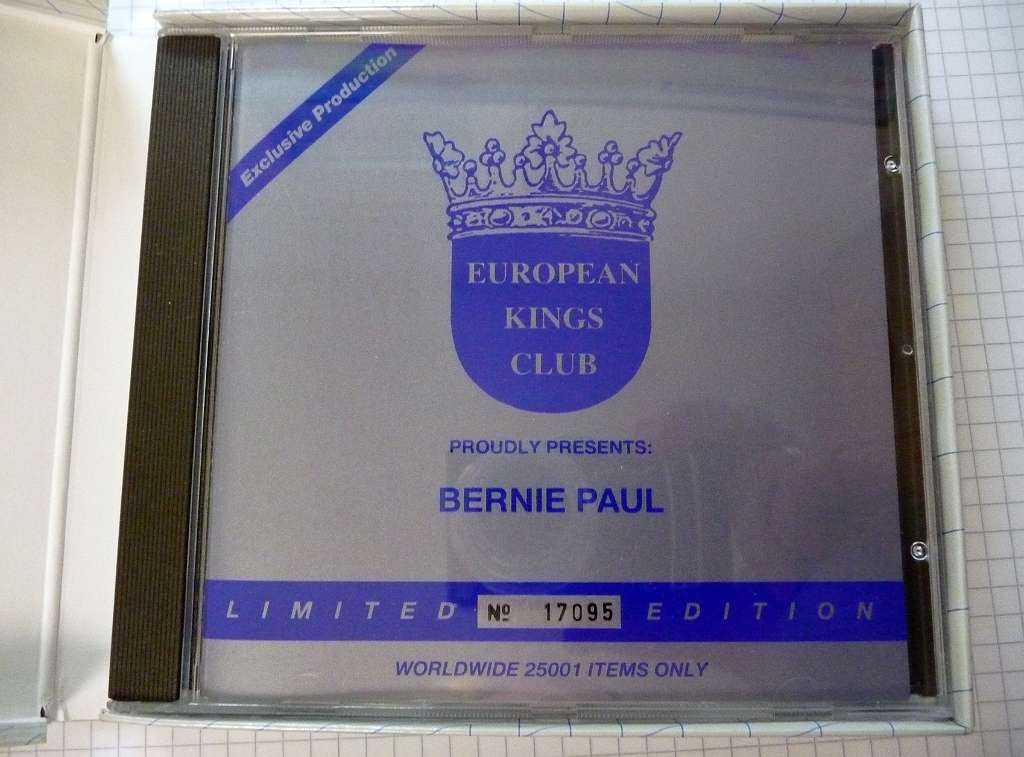 Exclusive Production
EUROPEAN
KINGS
CLUB
PROUDLY PRESENTS:
BERNIE PAUL
LIMITED Nº 17095 EDITION
WORLDWIDE 25001 ITEMS ONLY